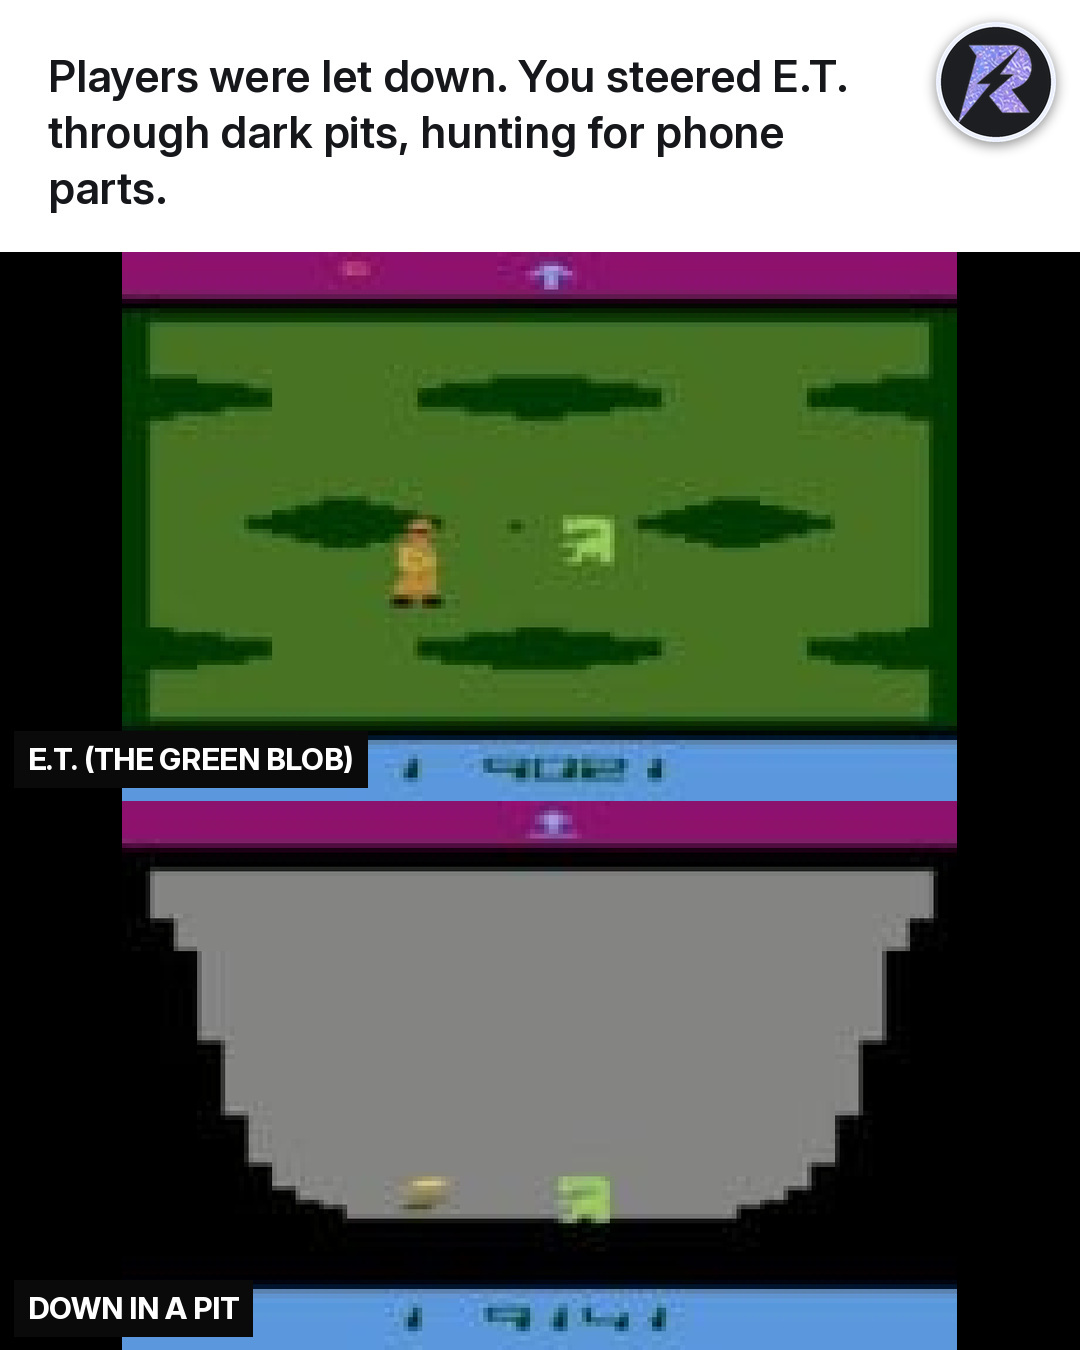 Players were let down. You steered E.T.
through dark pits, hunting for phone
parts.
R
E.T. (THE GREEN BLOB)
DOWN IN A PIT